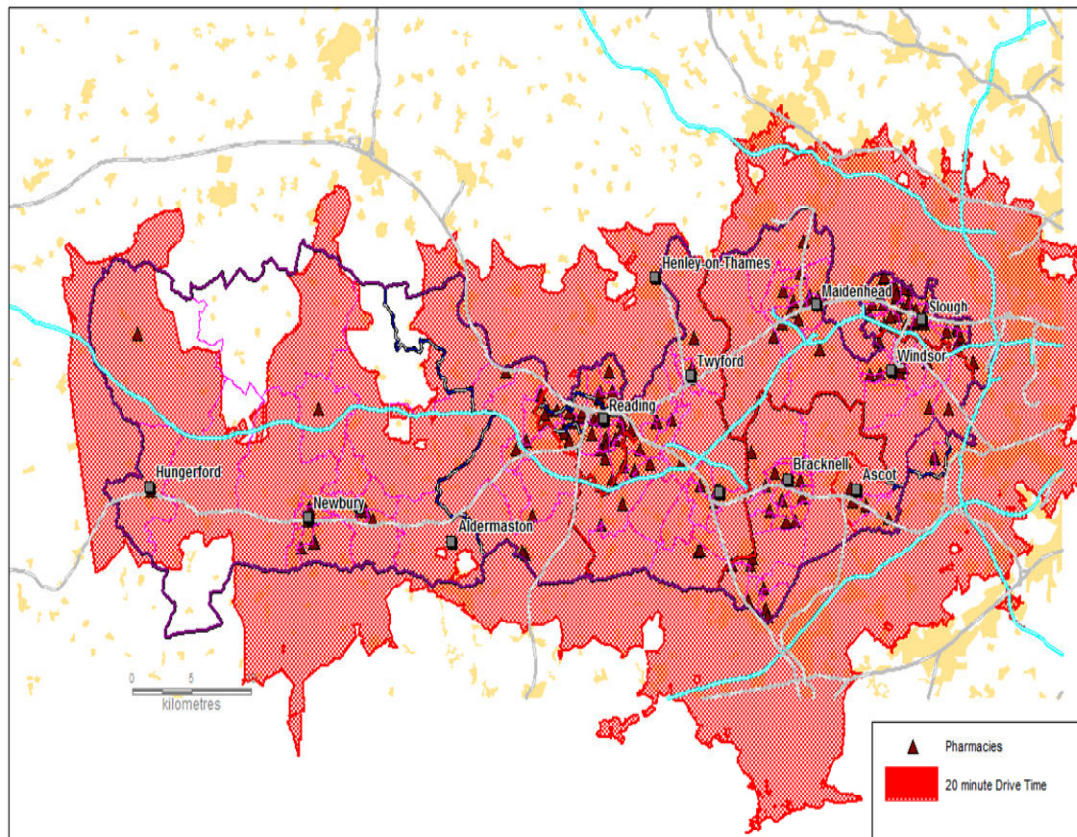 Henley-on-Thames
Maidenhead
Slough
Windsor
Twyford
Reading
Bracknell
Ascot
Hungerford
Newbury
Aldermaston
0 5
kilometres
Pharmacies
20 minute Drive Time